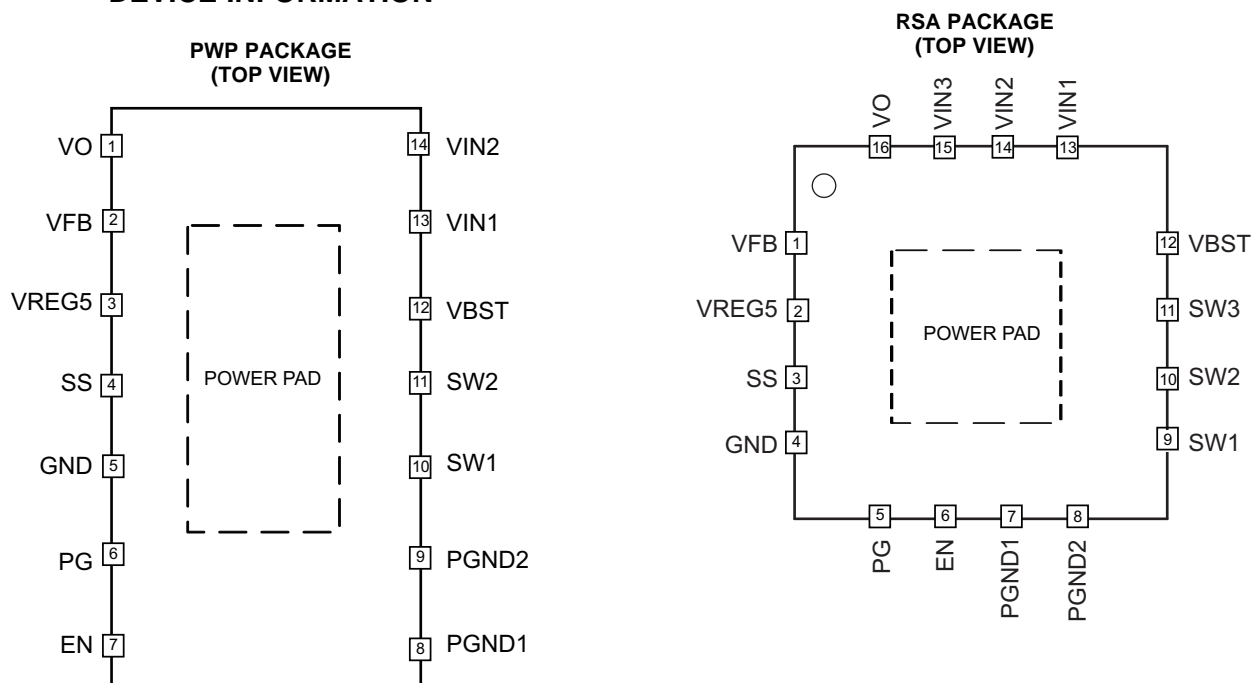 DEVICE INFORMATION
PWP PACKAGE
(TOP VIEW)
VO 1
14 VIN2
VFB 2
13 VIN1
VREG5 3
12 VBST
SS 4
POWER PAD
11 SW2
GND 5
10 SW1
PG 6
9 PGND2
EN 7
8 PGND1
RSA PACKAGE
(TOP VIEW)
VO
VIN3
VIN2
VIN1
16
15
14
13
VFB 1
12 VBST
VREG5 2
11 SW3
POWER PAD
SS 3
10 SW2
GND 4
9 SW1
5
6
7
8
PG
EN
PGND1
PGND2